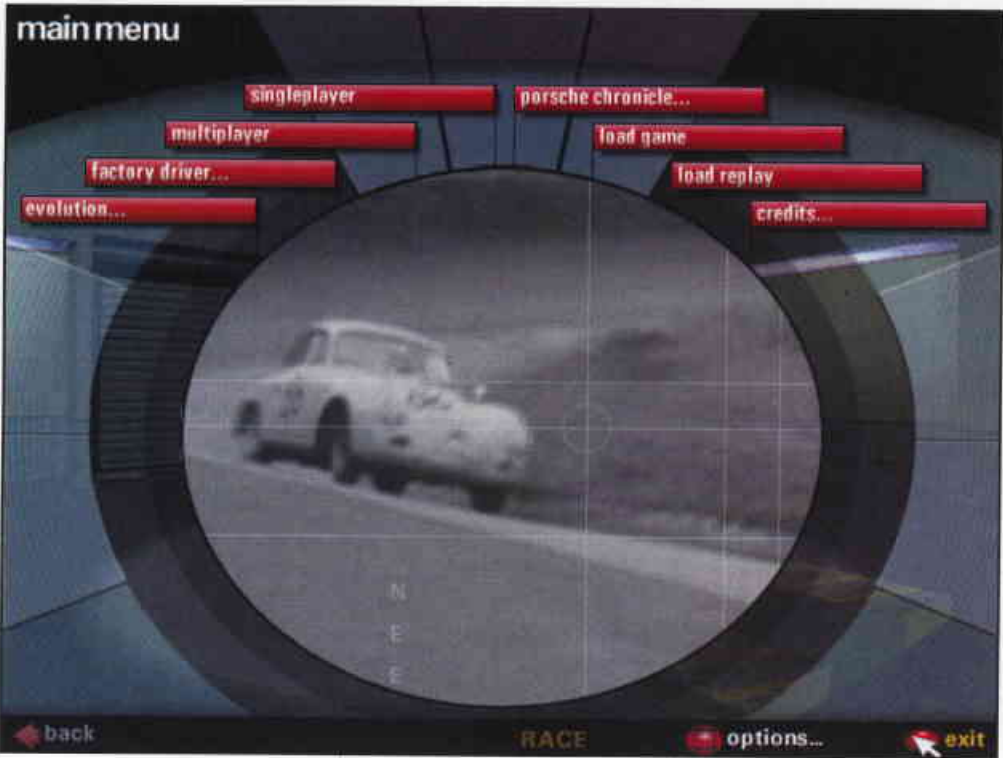 main menu
singleplayer
porsche chronicle...
multiplayer
load game
factory driver...
load replay
evolution...
credits...
N
E
E
back
RACE
options...
exit